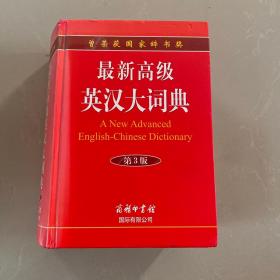 曾荣获国家辞书奖
最新高级
英汉大词典
A New Advanced
English-Chinese Dictionary
第3版
商务印书馆
国际有限公司